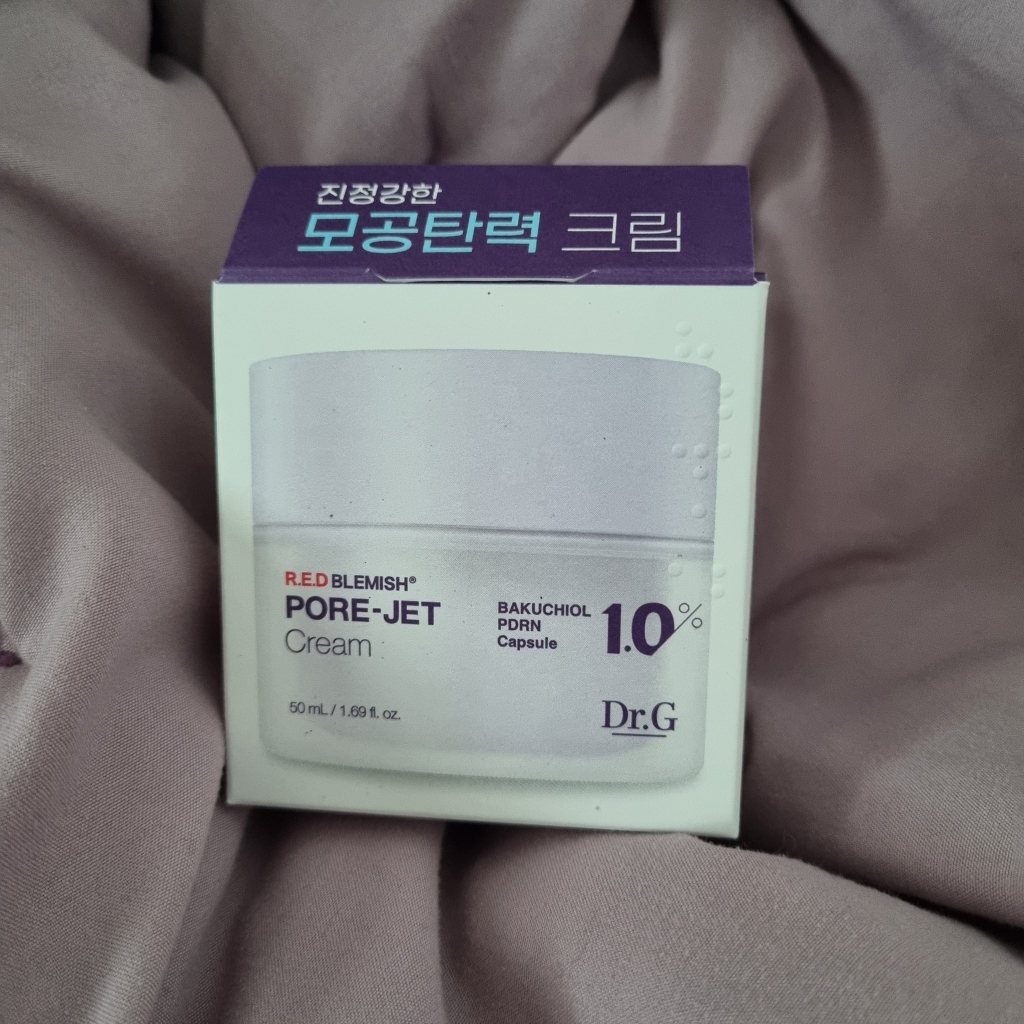 진정강한
모공탄력 크림
R.E.D BLEMISH®
PORE-JET
Cream
BAKUCHIOL
PDRN
Capsule
1.0%
50 mL / 1.69 fl. oz.
Dr.G